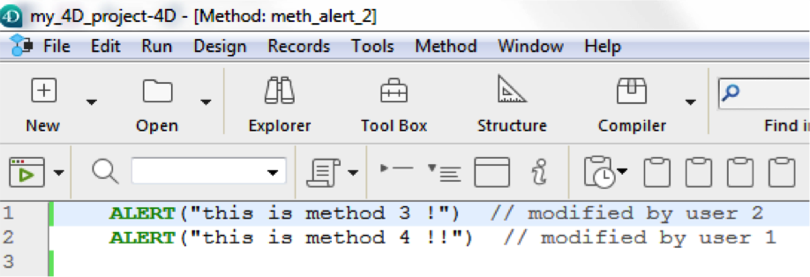 4D my_4D_project-4D - [Method: meth_alert_2]
File Edit Run Design Records Tools Method Window Help
New Open Explorer Tool Box Structure Compiler Find i
1 ALERT("this is method 3 !") // modified by user 2
2 ALERT("this is method 4 !!") // modified by user 1
3